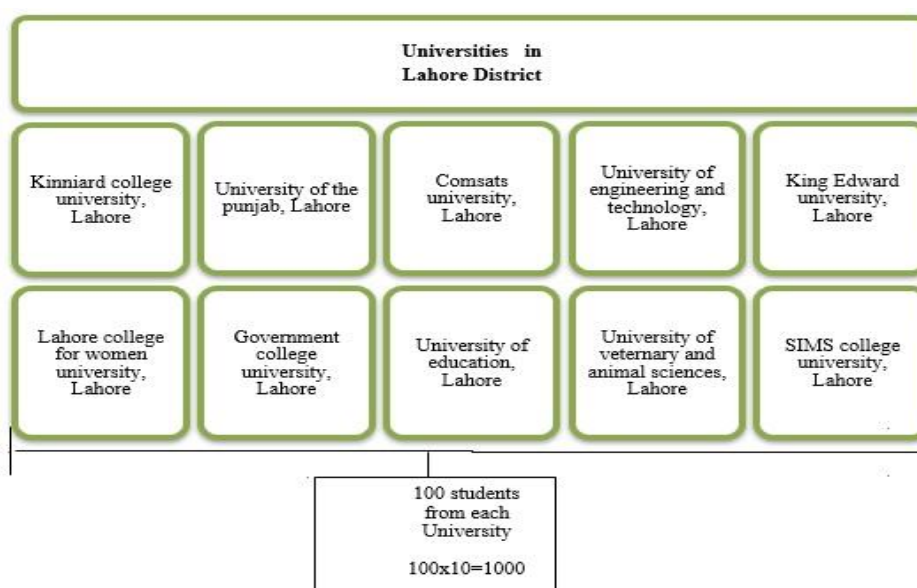 Universities in
Lahore District
Kinniard college
university,
Lahore
University of the
punjab, Lahore
Comsats
university,
Lahore
University of
engineering and
technology,
Lahore
King Edward
university,
Lahore
Lahore college
for women
university,
Lahore
Government
college
university,
Lahore
University of
education,
Lahore
University of
veternary and
animal sciences,
Lahore
SIMS college
university,
Lahore
100 students
from each
University
100x10=1000